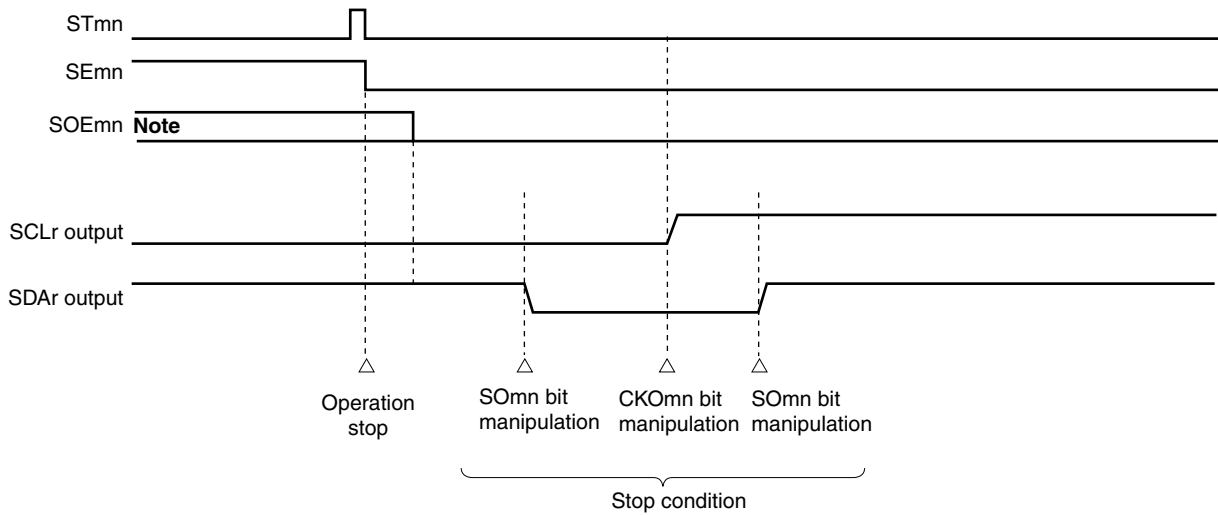 STmn
SEmn
SOEmn Note
SCLr output
SDAr output
Operation
stop
SOmn bit
manipulation
CKOmn bit
manipulation
SOmn bit
manipulation
Stop condition